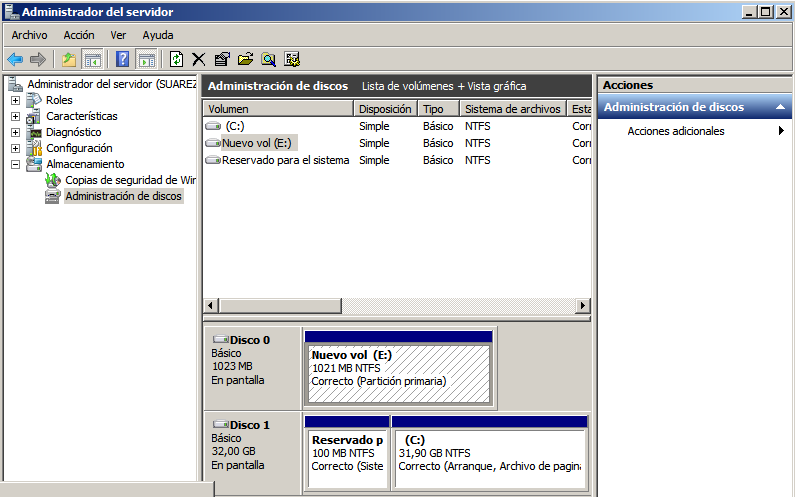 Administrador del servidor
Archivo Acción Ver Ayuda
Administrador del servidor (SUAREZ
Roles
Características
Diagnóstico
Configuración
Almacenamiento
Copias de seguridad de Wir
Administración de discos
Administración de discos Lista de volúmenes + Vista gráfica
Volumen Disposición Tipo Sistema de archivos Esta
(C:) Simple Básico NTFS Corr
Nuevo vol (E:) Simple Básico NTFS Corr
Reservado para el sistema Simple Básico NTFS Corr
Disco 0
Básico
1023 MB
En pantalla
Nuevo vol (E:)
1021 MB NTFS
Correcto (Partición primaria)
Disco 1
Básico
32,00 GB
En pantalla
Reservado p
100 MB NTFS
Correcto (Siste
(C:)
31,90 GB NTFS
Correcto (Arranque, Archivo de pagina
Acciones
Administración de discos
Acciones adicionales